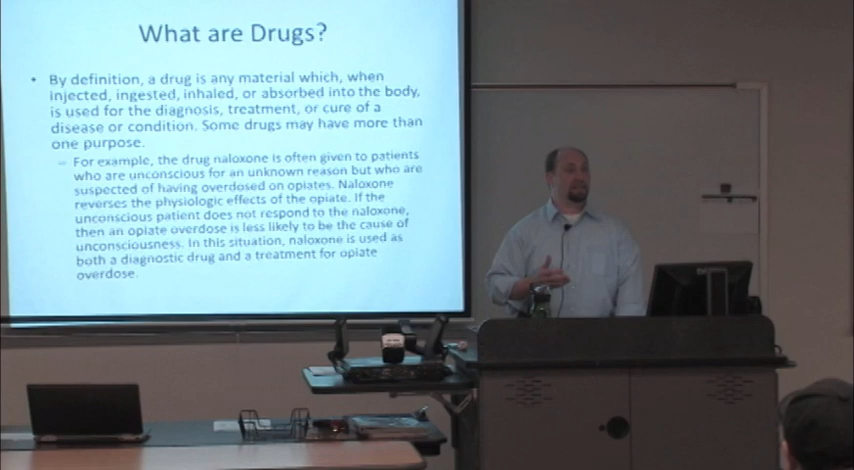 What are Drugs?
• By definition, a drug is any material which, when
injected, ingested, inhaled, or absorbed into the body,
is used for the diagnosis, treatment, or cure of a
disease or condition. Some drugs may have more than
one purpose.
– For example, the drug naloxone is often given to patients
who are unconscious for an unknown reason but who are
suspected of having overdosed on opiates. Naloxone
reverses the physiologic effects of the opiate. If the
unconscious patient does not respond to the naloxone,
then an opiate overdose is less likely to be the cause of
unconsciousness. In this situation, naloxone is used as
both a diagnostic drug and a treatment for opiate
overdose.